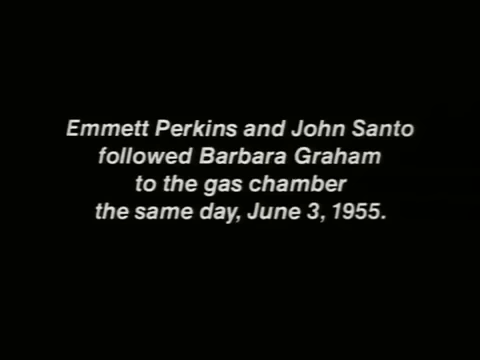 Emmett Perkins and John Santo
followed Barbara Graham
to the gas chamber
the same day, June 3, 1955.